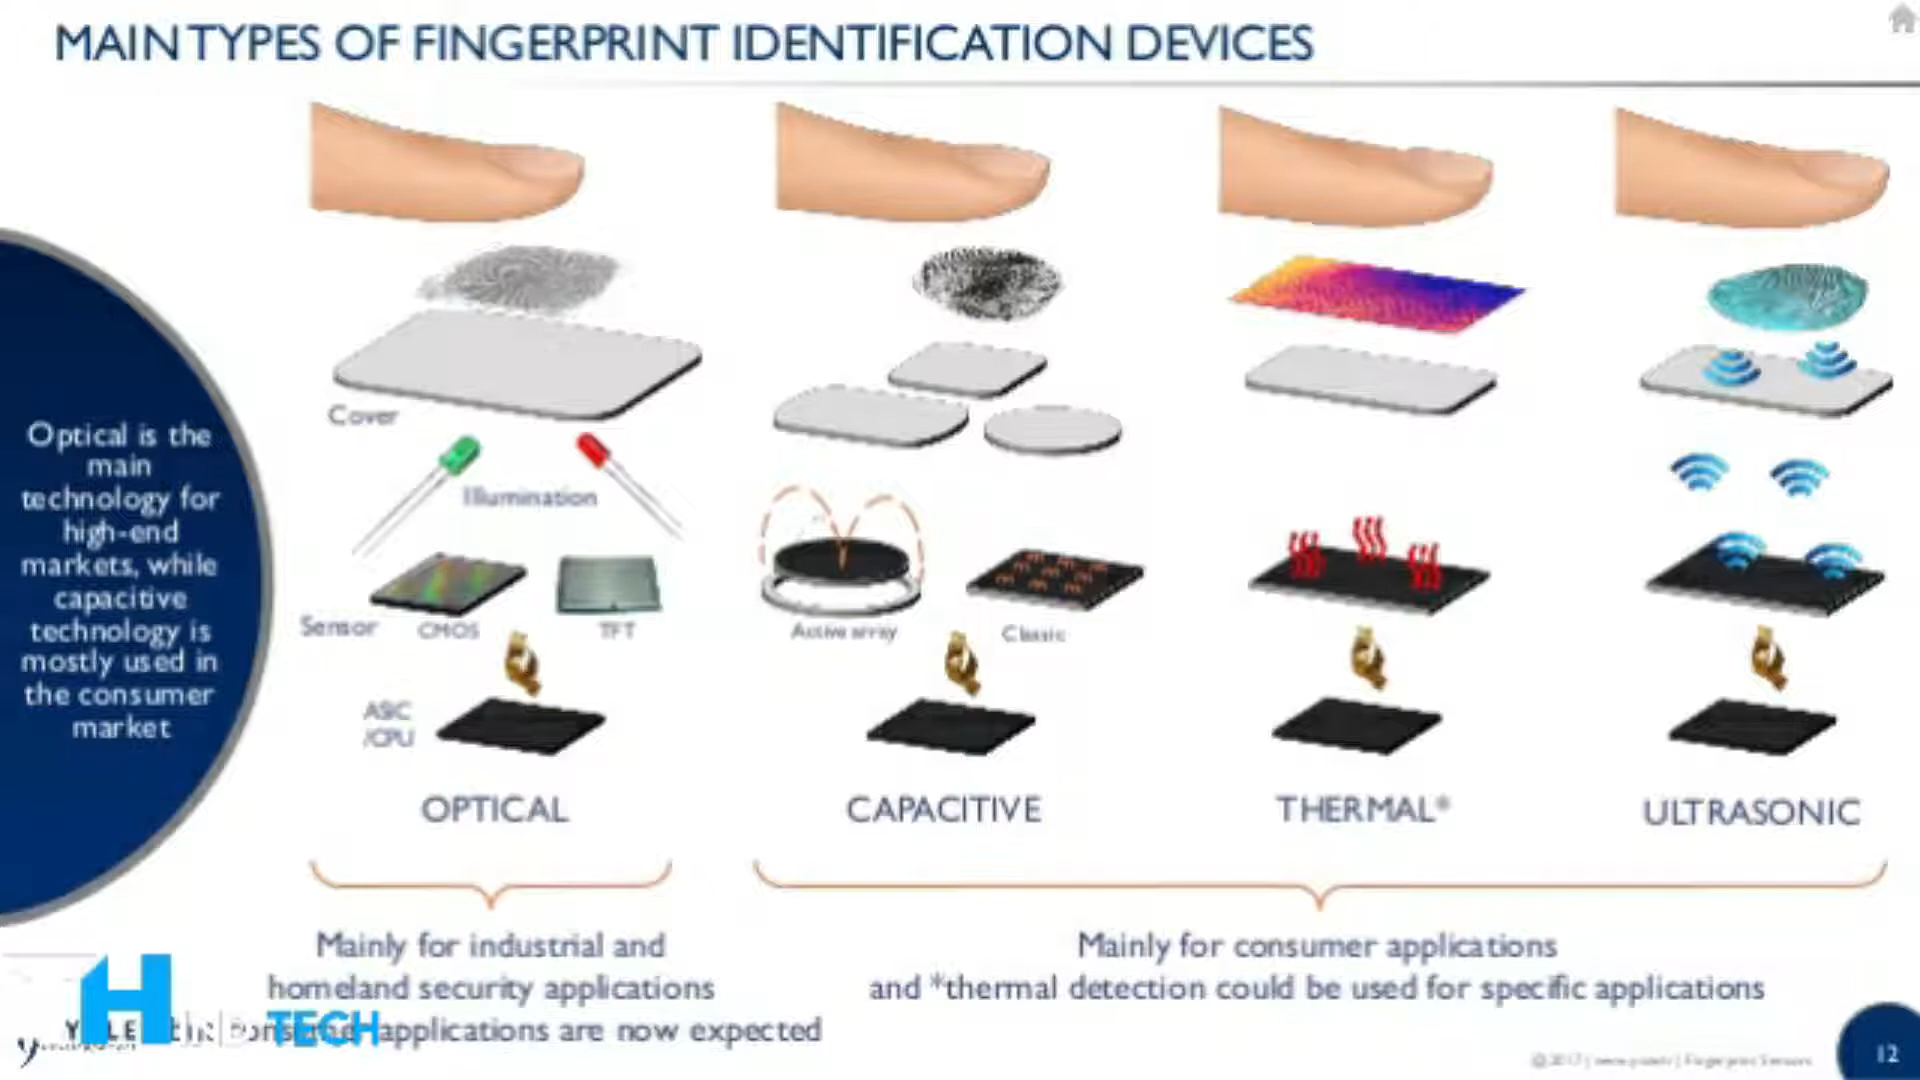 MAIN TYPES OF FINGERPRINT IDENTIFICATION DEVICES
Optical is the
main
technology for
high-end
markets, while
capacitive
technology is
mostly used in
the consumer
market
Cover
Illumination
Sensor
CMOS
TFT
Active array
Classic
ASIC
/CPU
OPTICAL
CAPACITIVE
THERMAL*
ULTRASONIC
Mainly for industrial and
homeland security applications
applications are now expected
Mainly for consumer applications
and *thermal detection could be used for specific applications
H
TECH
12